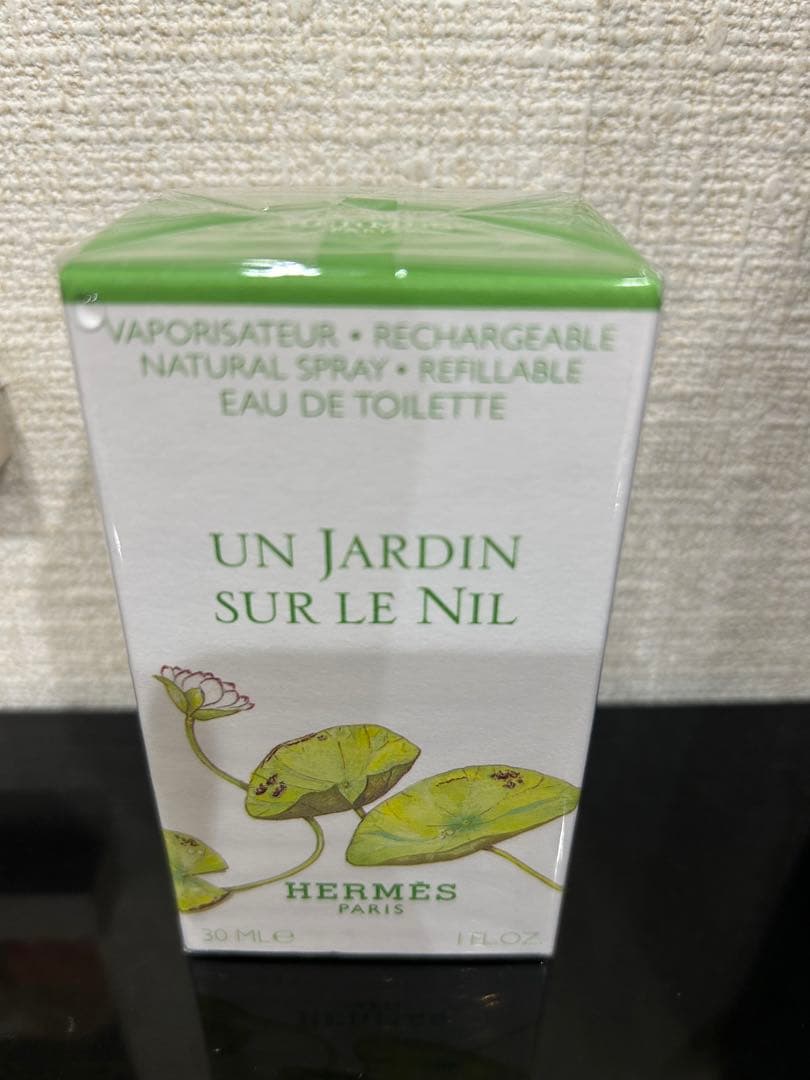 VAPORISATEUR • RECHARGEABLE
NATURAL SPRAY • REFILLABLE
EAU DE TOILETTE
UN JARDIN
SUR LE NIL
HERMÈS
PARIS
30 ML℮ 1 FL.OZ.